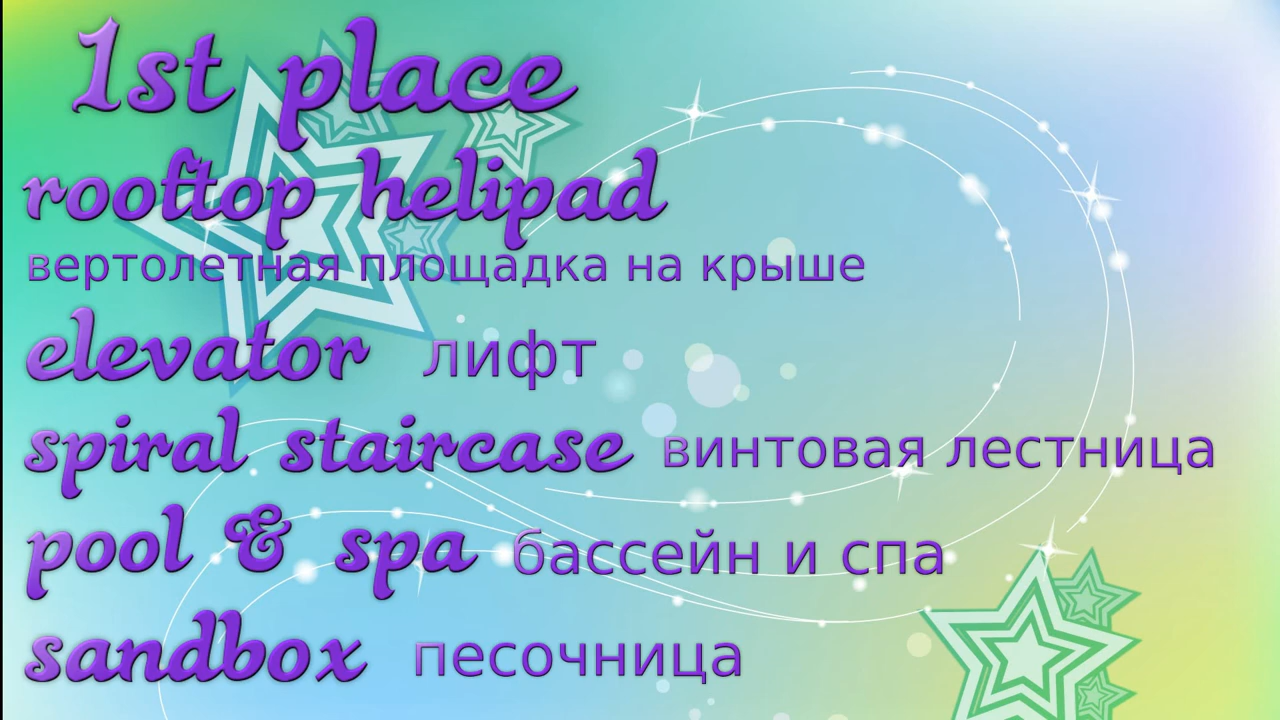 1st place
rooftop helipad
вертолетная площадка на крыше
elevator лифт
spiral staircase винтовая лестница
pool & spa бассейн и спа
sandbox песочница